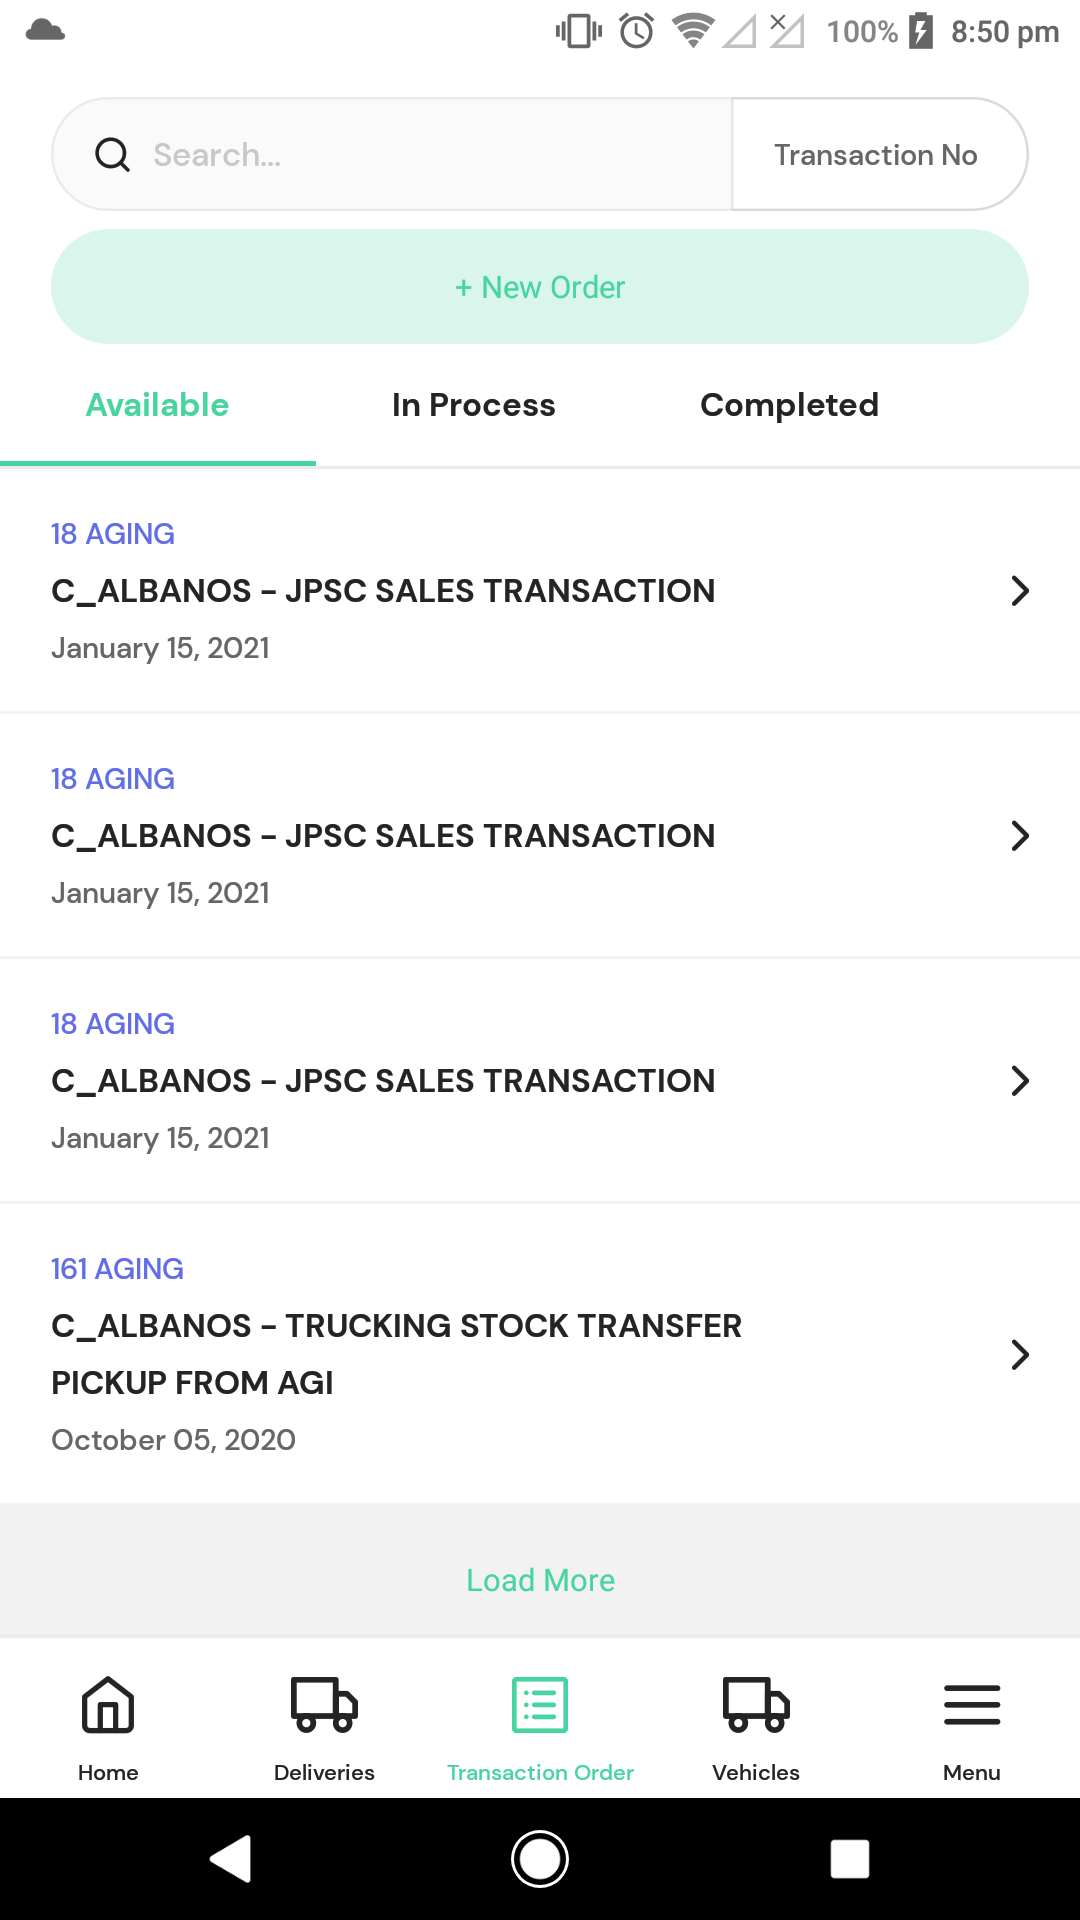 100% 8:50 pm
Search...
Transaction No
+ New Order
Available In Process Completed
18 AGING
C_ALBANOS - JPSC SALES TRANSACTION
January 15, 2021
18 AGING
C_ALBANOS - JPSC SALES TRANSACTION
January 15, 2021
18 AGING
C_ALBANOS - JPSC SALES TRANSACTION
January 15, 2021
161 AGING
C_ALBANOS - TRUCKING STOCK TRANSFER
PICKUP FROM AGI
October 05, 2020
Load More
Home Deliveries Transaction Order Vehicles Menu